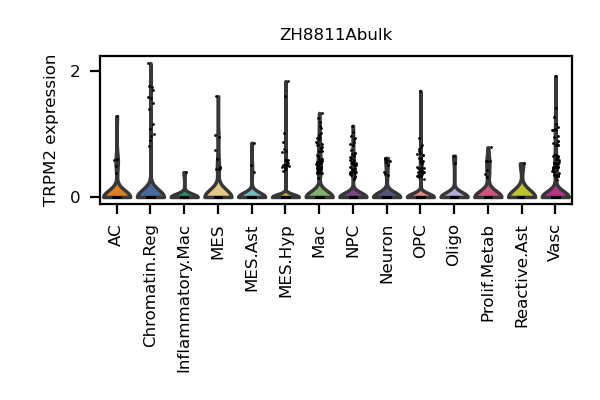 ZH8811Abulk
TRPM2 expression
2
0
AC
Chromatin.Reg
Inflammatory.Mac
MES
MES.Ast
MES.Hyp
Mac
NPC
Neuron
OPC
Oligo
Prolif.Metab
Reactive.Ast
Vasc